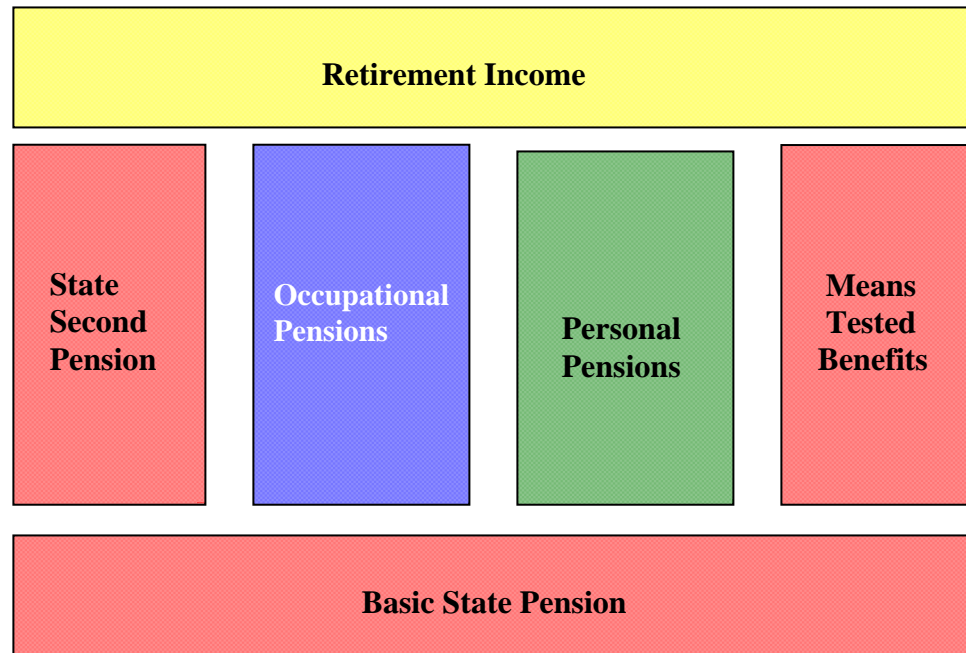 Retirement Income
State
Second
Pension
Occupational
Pensions
Personal
Pensions
Means
Tested
Benefits
Basic State Pension